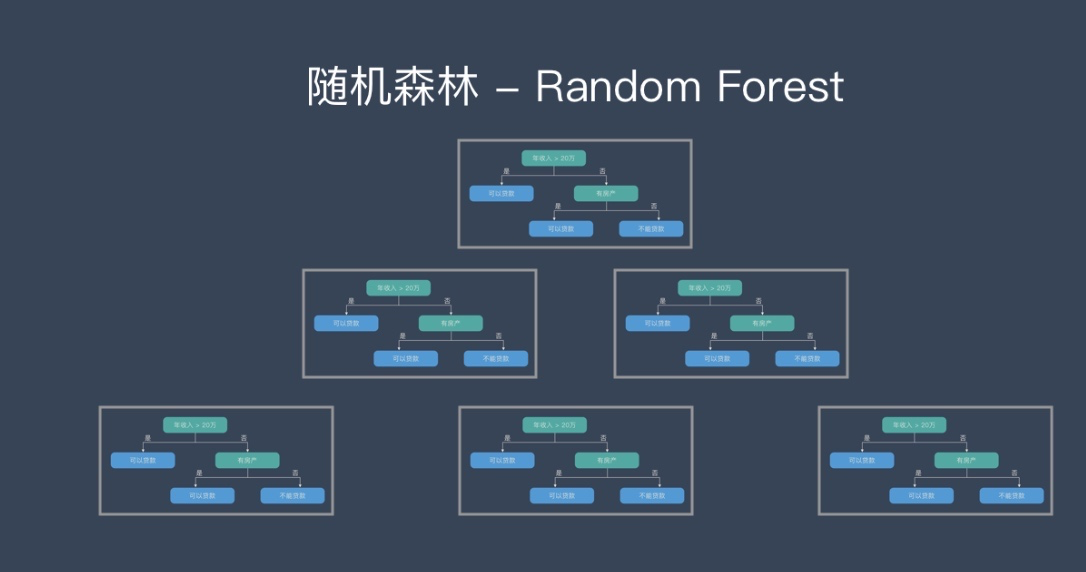 随机森林 – Random Forest
年收入 > 20万
是 否
可以贷款 有房产
是 否
可以贷款 不能贷款
年收入 > 20万
是 否
可以贷款 有房产
是 否
可以贷款 不能贷款
年收入 > 20万
是 否
可以贷款 有房产
是 否
可以贷款 不能贷款
年收入 > 20万
是 否
可以贷款 有房产
是 否
可以贷款 不能贷款
年收入 > 20万
是 否
可以贷款 有房产
是 否
可以贷款 不能贷款
年收入 > 20万
是 否
可以贷款 有房产
是 否
可以贷款 不能贷款